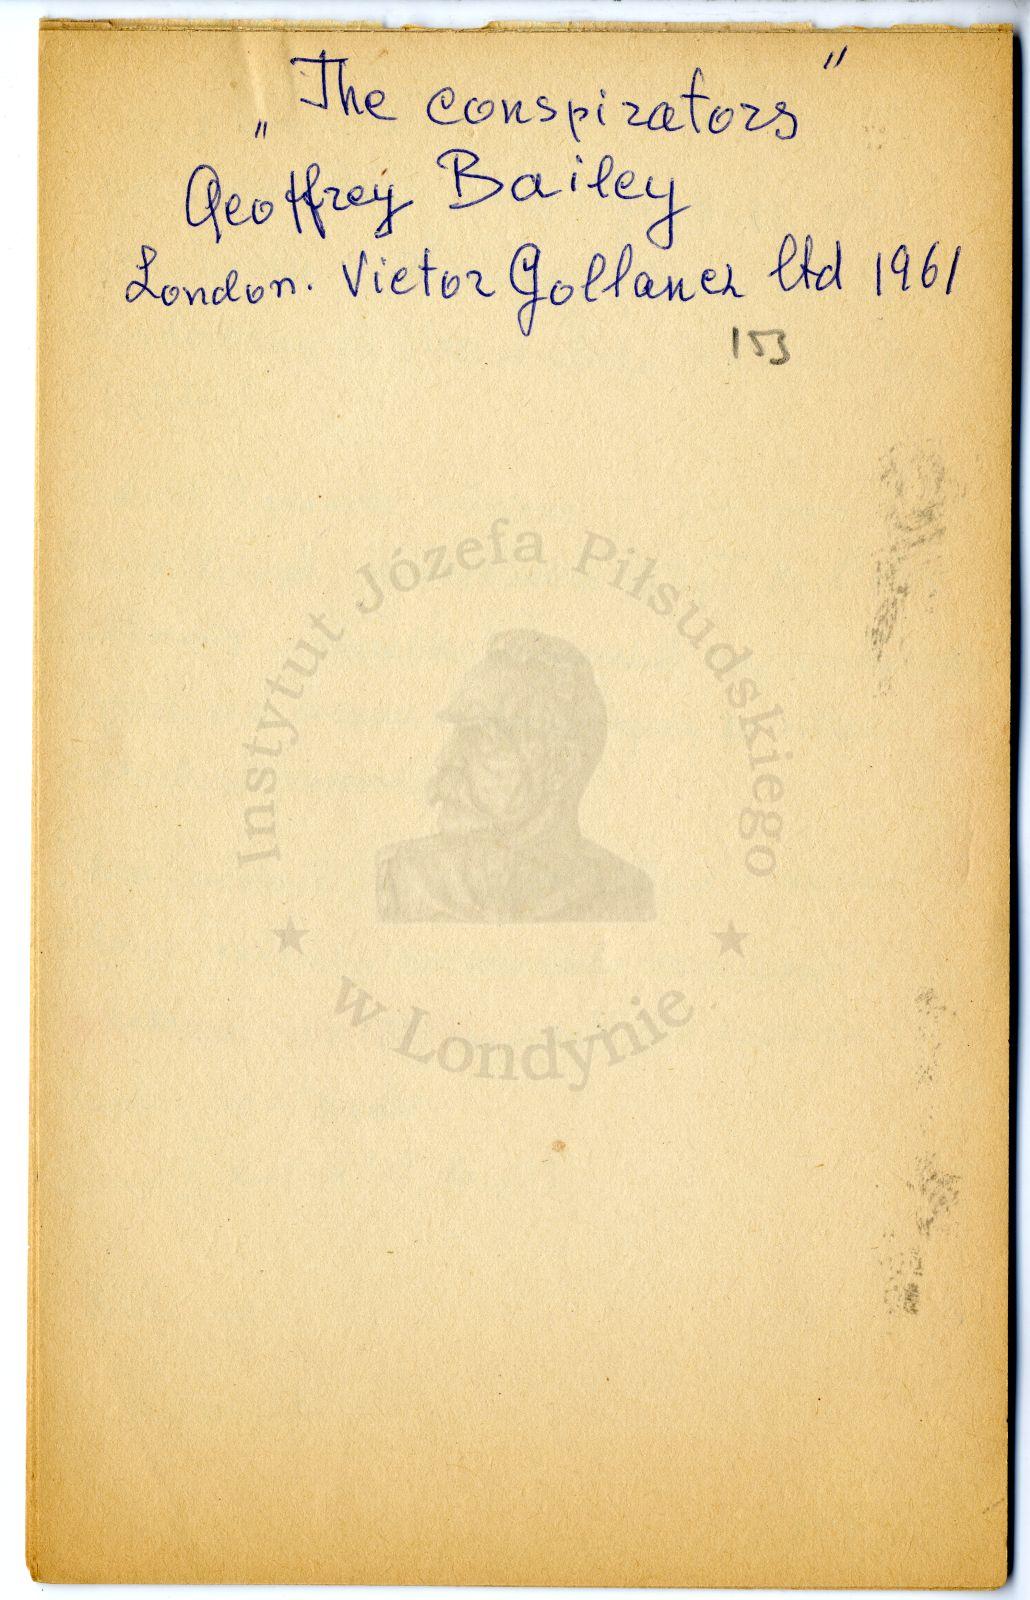 „The conspirators”
Geoffrey Bailey
London. Victor Gollancz ltd 1961
153
Instytut Józefa Piłsudskiego
w Londynie